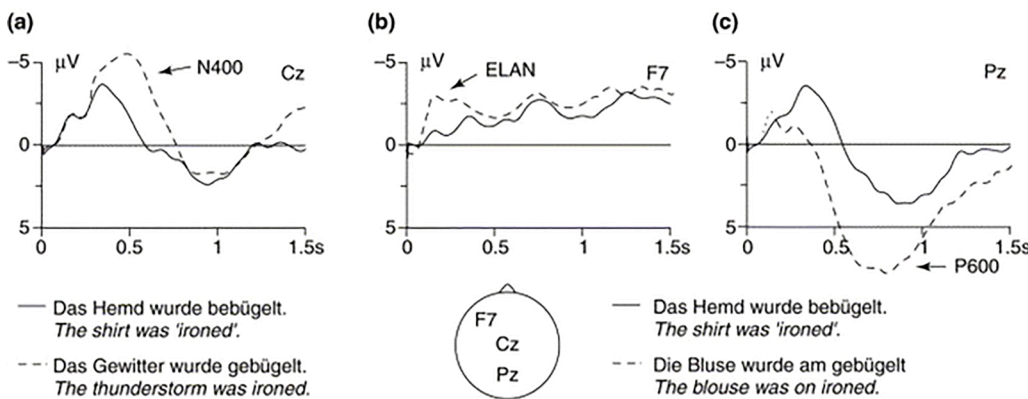 (a)
−5
µV
N400
Cz
0
5
0
0.5
1
1.5s
(b)
−5
µV
ELAN
F7
0
5
0
0.5
1
1.5s
(c)
−5
µV
Pz
0
5
0
0.5
1
1.5s
P600
Das Hemd wurde bebügelt.
The shirt was 'ironed'.
Das Gewitter wurde gebügelt.
The thunderstorm was ironed.
F7
Cz
Pz
Das Hemd wurde bebügelt.
The shirt was 'ironed'.
Die Bluse wurde am gebügelt
The blouse was on ironed.